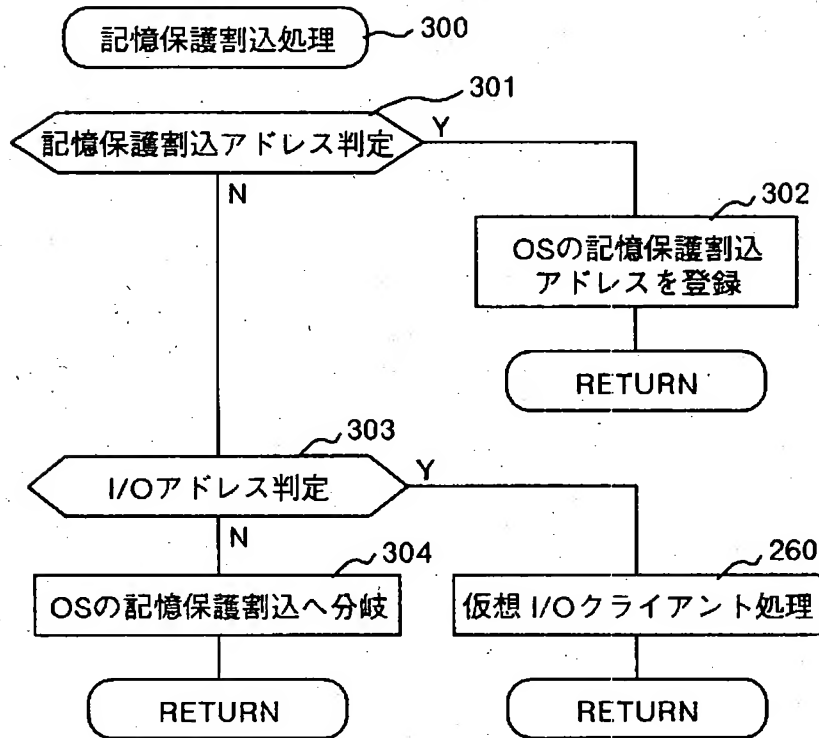 記憶保護割込処理
300
301
記憶保護割込アドレス判定
Y
N
302
OSの記憶保護割込
アドレスを登録
RETURN
303
I/Oアドレス判定
Y
N
304
OSの記憶保護割込へ分岐
260
仮想I/Oクライアント処理
RETURN
RETURN